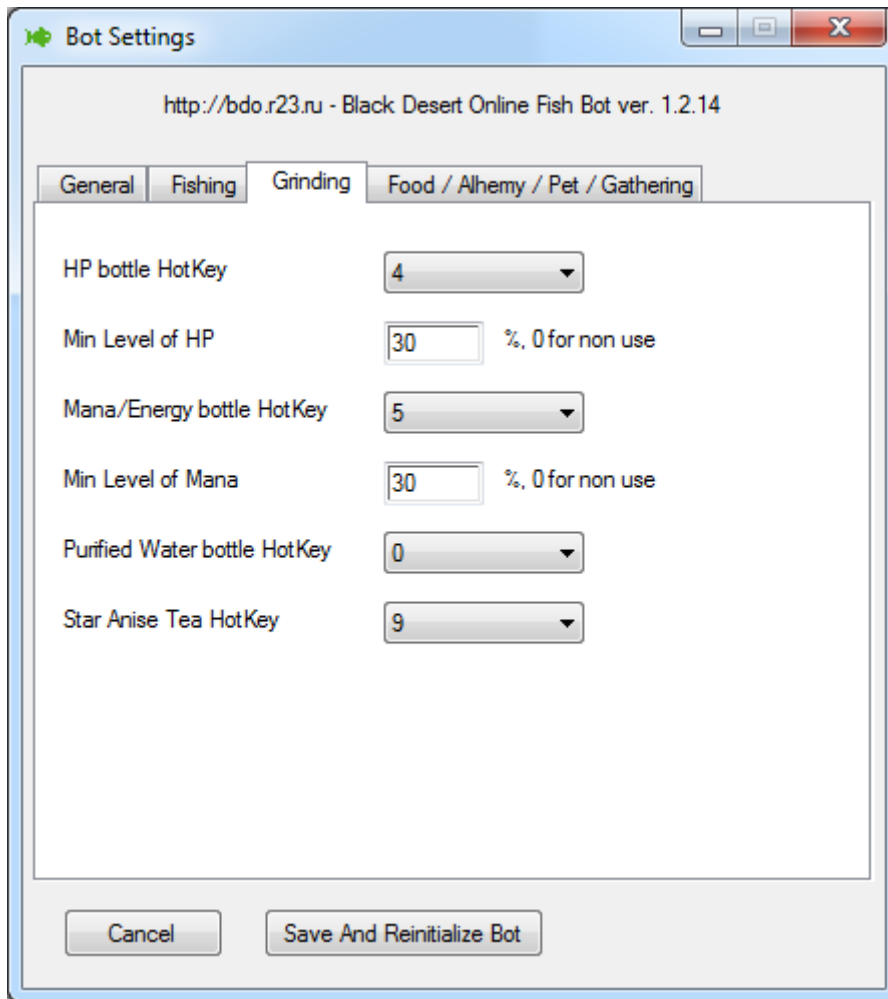 Bot Settings
http://bdo.r23.ru - Black Desert Online Fish Bot ver. 1.2.14
General Fishing Grinding Food / Alhemy / Pet / Gathering
HP bottle HotKey 4
Min Level of HP 30 %, 0 for non use
Mana/Energy bottle HotKey 5
Min Level of Mana 30 %, 0 for non use
Purified Water bottle HotKey 0
Star Anise Tea HotKey 9
Cancel Save And Reinitialize Bot